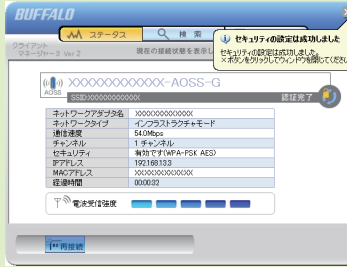 BUFFALO
ステータス
検索
クライアント
マネージャー3 Ver 2
現在の接続状態を表示し
セキュリティの設定は成功しました
セキュリティの設定は成功しました。
×ボタンをクリックしてウィンドウを閉じてください
AOSS
XXXXXXXXXXXXX-AOSS-G
SSID:XXXXXXXXXXXXX
認証完了
ネットワークアダプタ名 XXXXXXXXXXXXX
ネットワークタイプ インフラストラクチャモード
通信速度 54.0Mbps
チャンネル 1 チャンネル
セキュリティ 有効です(WPA-PSK AES)
IPアドレス 192.168.13.3
MACアドレス XX:XX:XX:XX:XX:XX
経過時間 00:00:32
電波受信強度
再接続